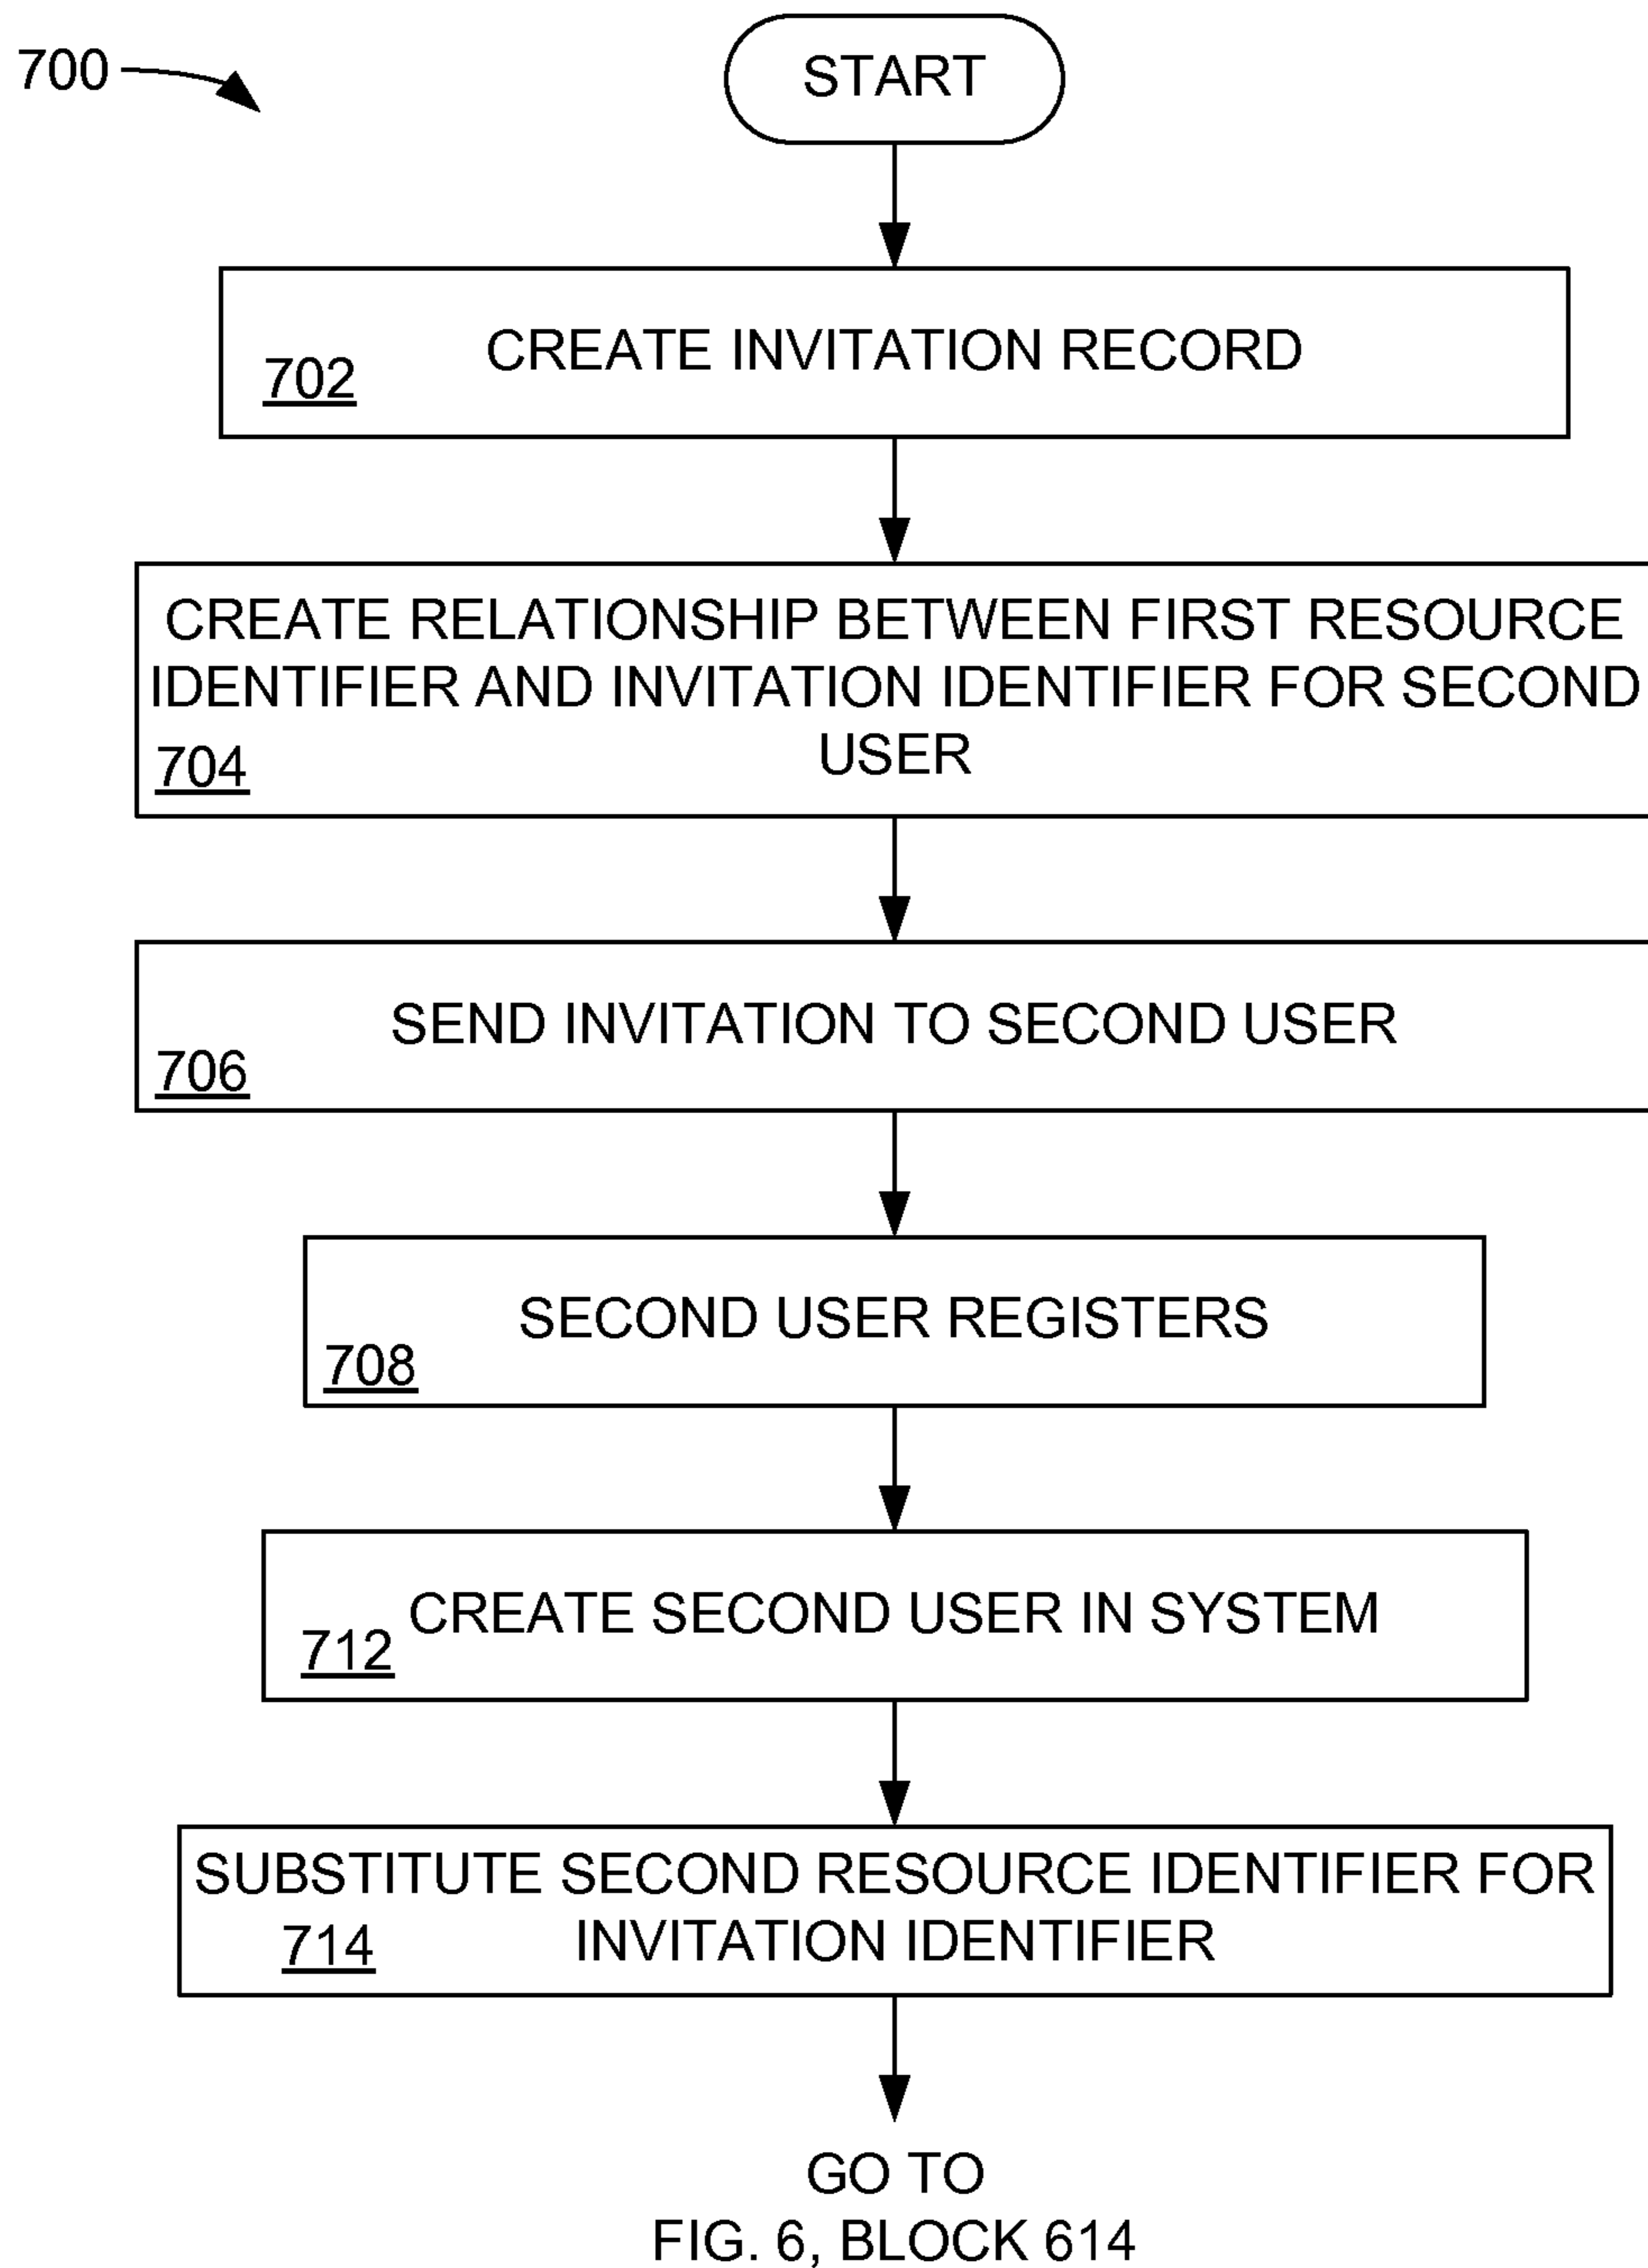 700
START
CREATE INVITATION RECORD
702
CREATE RELATIONSHIP BETWEEN FIRST RESOURCE
IDENTIFIER AND INVITATION IDENTIFIER FOR SECOND
USER
704
SEND INVITATION TO SECOND USER
706
SECOND USER REGISTERS
708
CREATE SECOND USER IN SYSTEM
712
SUBSTITUTE SECOND RESOURCE IDENTIFIER FOR
INVITATION IDENTIFIER
714
GO TO
FIG. 6, BLOCK 614